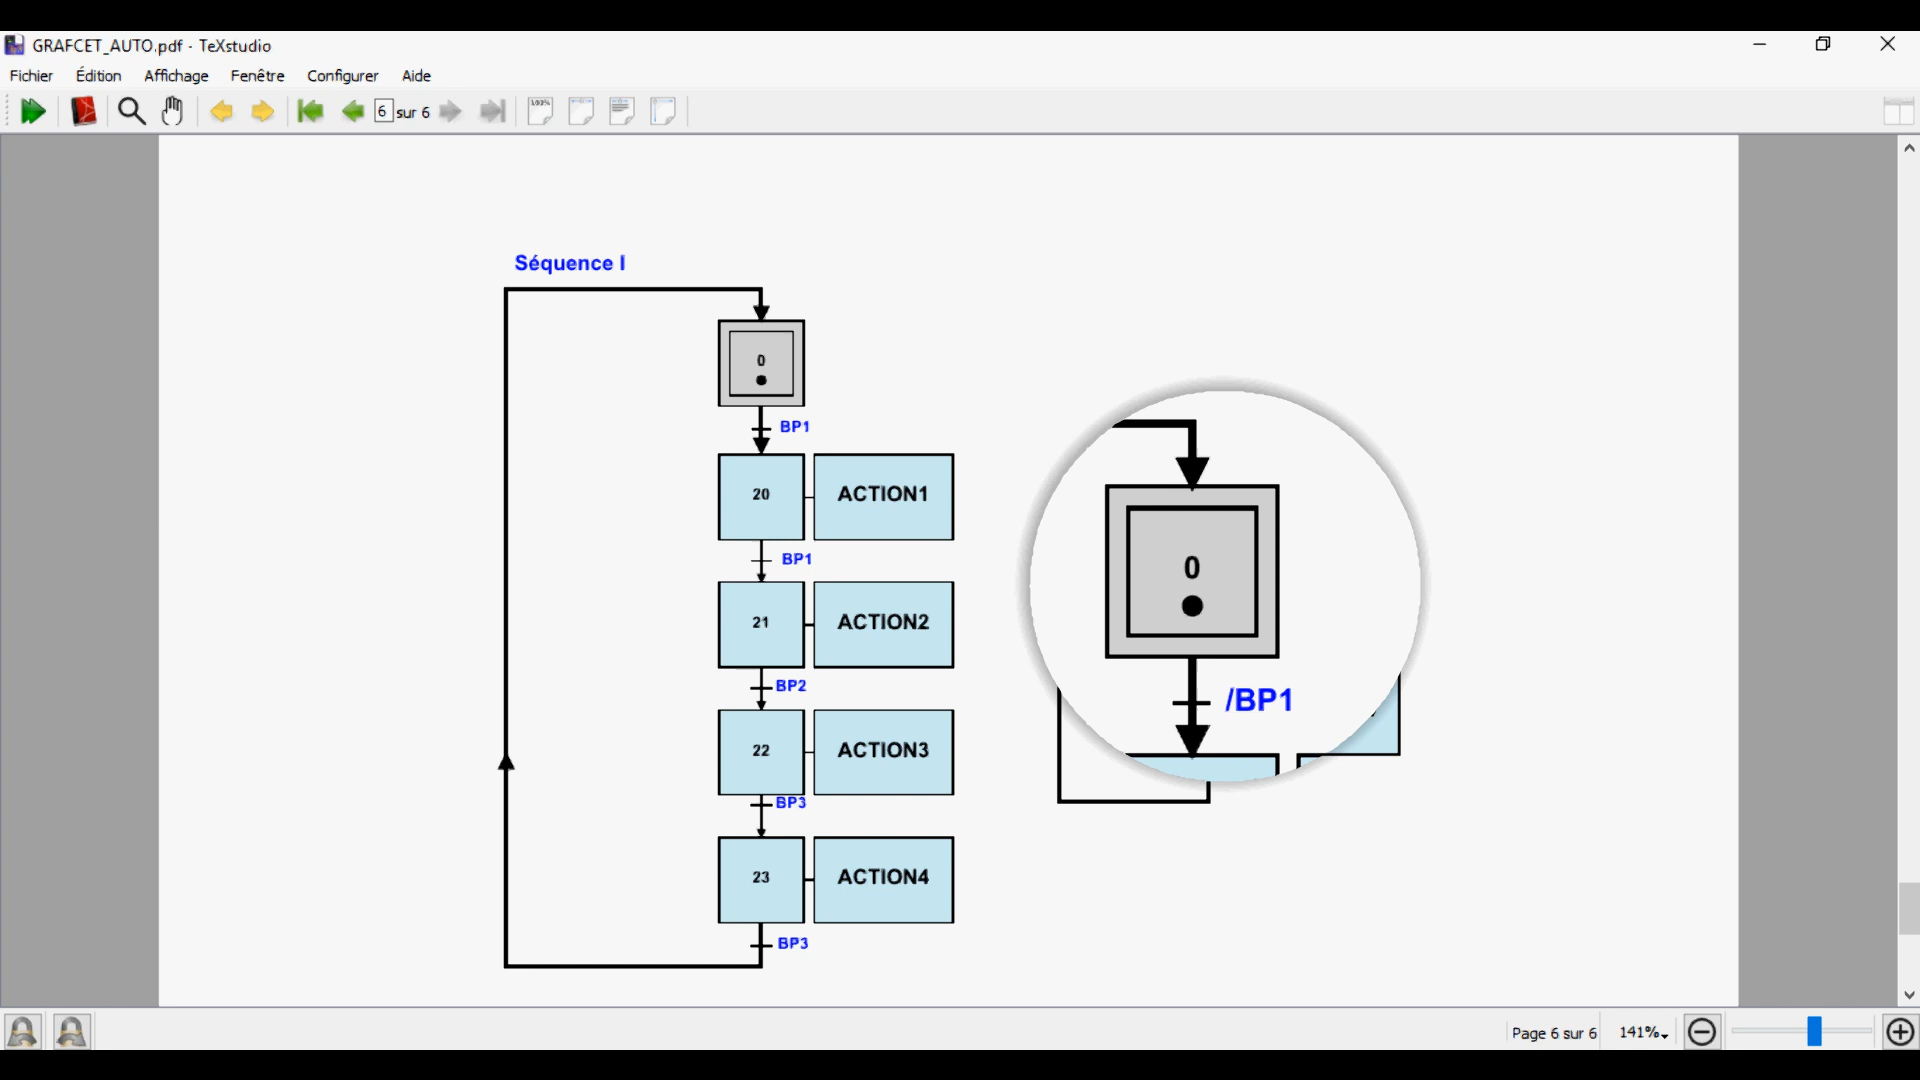 GRAFCET_AUTO.pdf - TeXstudio
Fichier Édition Affichage Fenêtre Configurer Aide
6 sur 6
100%
Séquence I
0
BP1
20 ACTION1
BP1
21 ACTION2
BP2
22 ACTION3
BP3
23 ACTION4
BP3
0
/BP1
Page 6 sur 6 141%